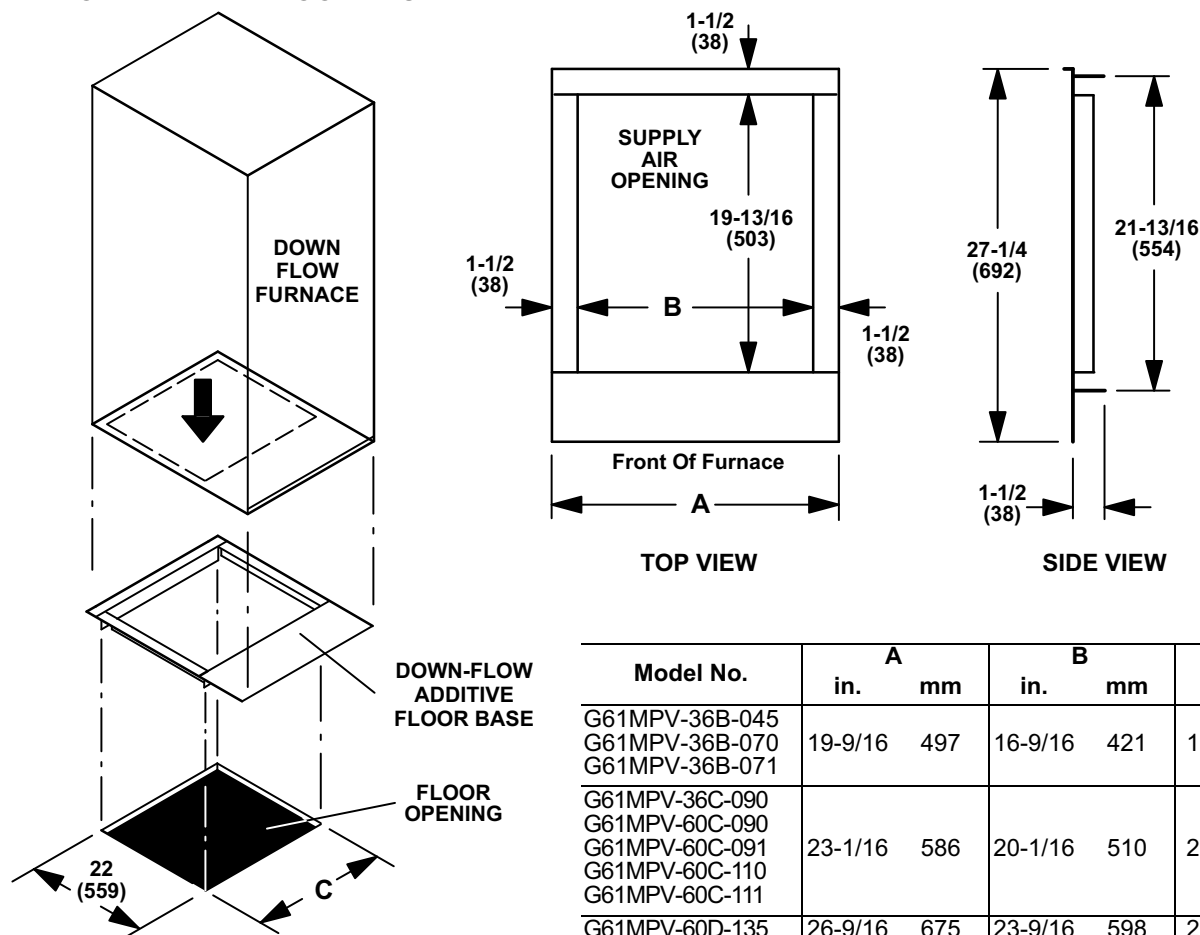 1-1/2
(38)
SUPPLY
AIR
OPENING
19-13/16
(503)
1-1/2
(38)
B
1-1/2
(38)
Front Of Furnace
A
TOP VIEW
27-1/4
(692)
21-13/16
(554)
1-1/2
(38)
SIDE VIEW
DOWN
FLOW
FURNACE
DOWN-FLOW
ADDITIVE
FLOOR BASE
FLOOR
OPENING
22
(559)
C
Model No. A B
in. mm in. mm
G61MPV-36B-045
G61MPV-36B-070 19-9/16 497 16-9/16 421 1
G61MPV-36B-071
G61MPV-36C-090
G61MPV-60C-090
G61MPV-60C-091 23-1/16 586 20-1/16 510 2
G61MPV-60C-110
G61MPV-60C-111
G61MPV-60D-135 26-9/16 675 23-9/16 598 2